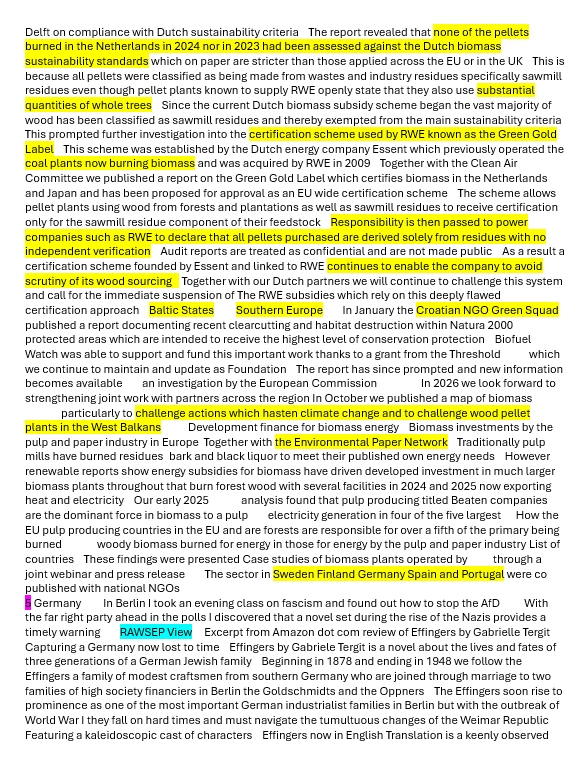 Delft on compliance with Dutch sustainability criteria The report revealed that none of the pellets
burned in the Netherlands in 2024 nor in 2023 had been assessed against the Dutch biomass
sustainability standards which on paper are stricter than those applied across the EU or in the UK This is
because all pellets were classified as being made from wastes and industry residues specifically sawmill
residues even though pellet plants known to supply RWE openly state that they also use substantial
quantities of whole trees Since the current Dutch biomass subsidy scheme began the vast majority of
wood has been classified as sawmill residues and thereby exempted from the main sustainability criteria
This prompted further investigation into the certification scheme used by RWE known as the Green Gold
Label This scheme was established by the Dutch energy company Essent which previously operated the
coal plants now burning biomass and was acquired by RWE in 2009 Together with the Clean Air
Committee we published a report on the Green Gold Label which certifies biomass in the Netherlands
and Japan and has been proposed for approval as an EU wide certification scheme The scheme allows
pellet plants using wood from forests and plantations as well as sawmill residues to receive certification
only for the sawmill residue component of their feedstock Responsibility is then passed to power
companies such as RWE to declare that all pellets purchased are derived solely from residues with no
independent verification Audit reports are treated as confidential and are not made public As a result a
certification scheme founded by Essent and linked to RWE continues to enable the company to avoid
scrutiny of its wood sourcing Together with our Dutch partners we will continue to challenge this system
and call for the immediate suspension of The RWE subsidies which rely on this deeply flawed
certification approach Baltic States Southern Europe In January the Croatian NGO Green Squad
published a report documenting recent clearcutting and habitat destruction within Natura 2000
protected areas which are intended to receive the highest level of conservation protection Biofuel
Watch was able to support and fund this important work thanks to a grant from the Threshold which
we continue to maintain and update as Foundation The report has since prompted and new information
becomes available an investigation by the European Commission In 2026 we look forward to
strengthening joint work with partners across the region In October we published a map of biomass
particularly to challenge actions which hasten climate change and to challenge wood pellet
plants in the West Balkans Development finance for biomass energy Biomass investments by the
pulp and paper industry in Europe Together with the Environmental Paper Network Traditionally pulp
mills have burned residues bark and black liquor to meet their published own energy needs However
renewable reports show energy subsidies for biomass have driven developed investment in much larger
biomass plants throughout that burn forest wood with several facilities in 2024 and 2025 now exporting
heat and electricity Our early 2025 analysis found that pulp producing titled Beaten companies
are the dominant force in biomass to a pulp electricity generation in four of the five largest How the
EU pulp producing countries in the EU and are forests are responsible for over a fifth of the primary being
burned woody biomass burned for energy in those for energy by the pulp and paper industry List of
countries These findings were presented Case studies of biomass plants operated by through a
joint webinar and press release The sector in Sweden Finland Germany Spain and Portugal were co
published with national NGOs
Germany In Berlin I took an evening class on fascism and found out how to stop the AfD With
the far right party ahead in the polls I discovered that a novel set during the rise of the Nazis provides a
timely warning RAWSEP View Excerpt from Amazon dot com review of Effingers by Gabrielle Tergit
Capturing a Germany now lost to time Effingers by Gabriele Tergit is a novel about the lives and fates of
three generations of a German Jewish family Beginning in 1878 and ending in 1948 we follow the
Effingers a family of modest craftsmen from southern Germany who are joined through marriage to two
families of high society financiers in Berlin the Goldschmidts and the Oppners The Effingers soon rise to
prominence as one of the most important German industrialist families in Berlin but with the outbreak of
World War I they fall on hard times and must navigate the tumultuous changes of the Weimar Republic
Featuring a kaleidoscopic cast of characters Effingers now in English Translation is a keenly observed